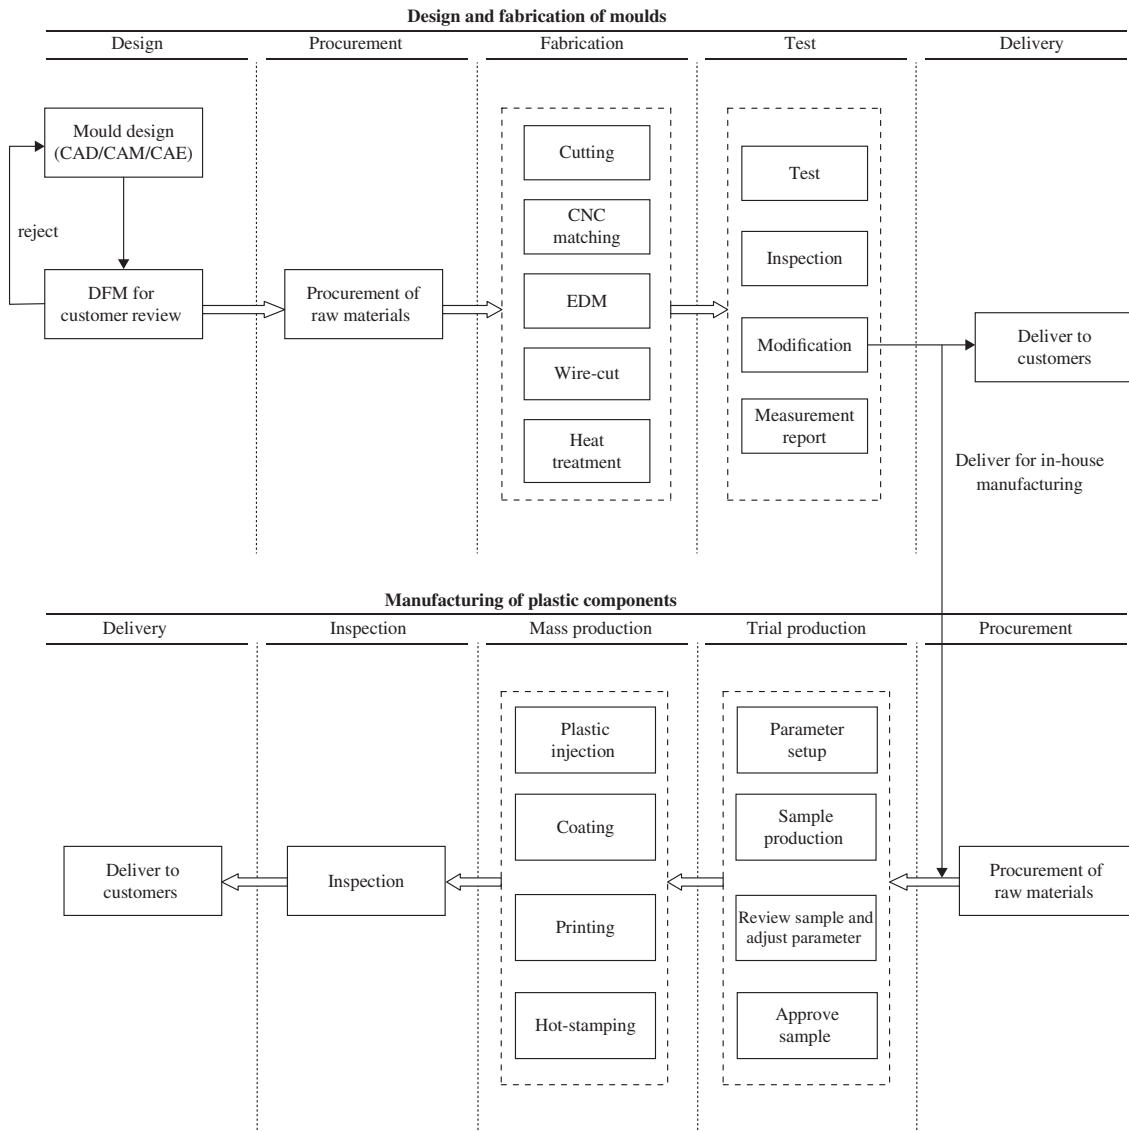 Design and fabrication of moulds
Design
Procurement
Fabrication
Test
Delivery
Mould design
(CAD/CAM/CAE)
reject
DFM for
customer review
Procurement of
raw materials
Cutting
CNC
matching
EDM
Wire-cut
Heat
treatment
Test
Inspection
Modification
Measurement
report
Deliver to
customers
Deliver for in-house
manufacturing
Manufacturing of plastic components
Delivery
Inspection
Mass production
Trial production
Procurement
Deliver to
customers
Inspection
Plastic
injection
Coating
Printing
Hot-stamping
Parameter
setup
Sample
production
Review sample and
adjust parameter
Approve
sample
Procurement of
raw materials